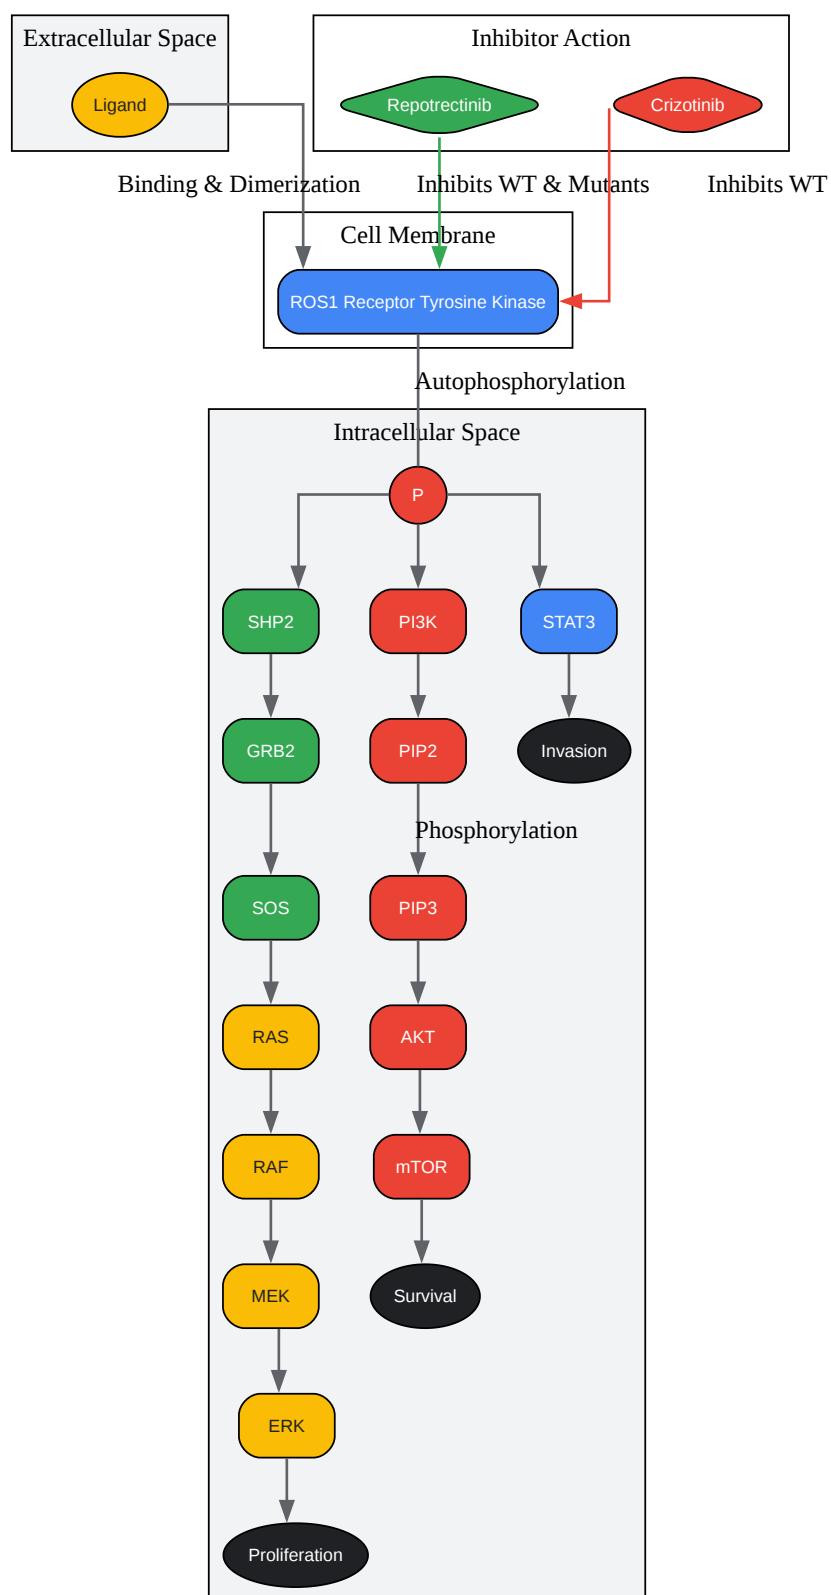 Extracellular Space
Inhibitor Action
Ligand
Repotrectinib
Crizotinib
Binding & Dimerization
Inhibits WT & Mutants
Inhibits WT
Cell Membrane
ROS1 Receptor Tyrosine Kinase
Autophosphorylation
Intracellular Space
P
SHP2
PI3K
STAT3
GRB2
PIP2
Invasion
Phosphorylation
SOS
PIP3
RAS
AKT
RAF
mTOR
MEK
Survival
ERK
Proliferation